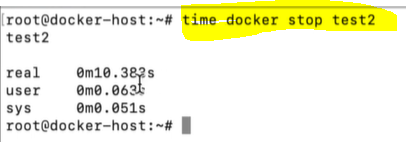 [root@docker-host:~# time docker stop test2
test2
real 0m10.383s
user 0m0.063s
sys 0m0.051s
root@docker-host:~#